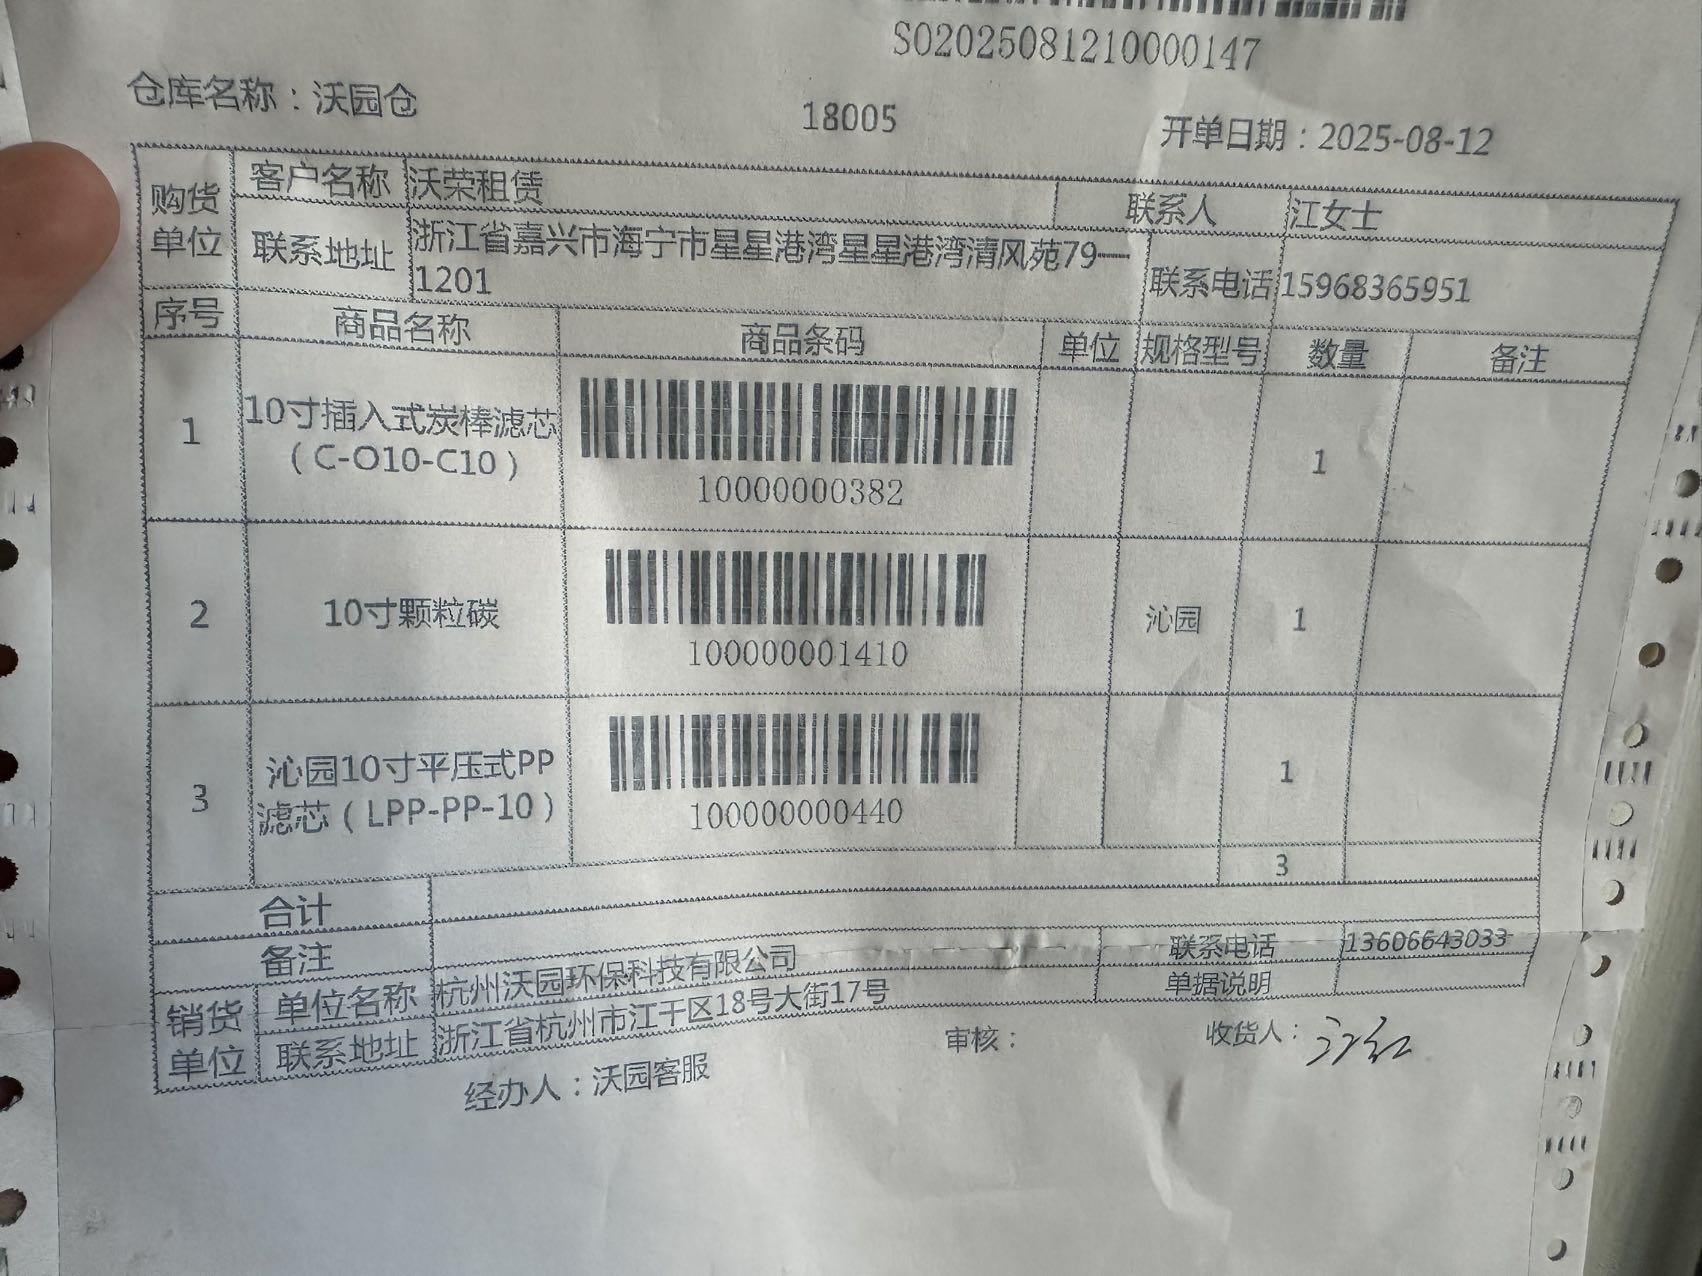 SO2025081210000147
仓库名称：沃园仓
18005
开单日期：2025-08-12
购货单位
客户名称
沃荣租赁
联系人
江女士
联系地址
浙江省嘉兴市海宁市星星港湾星星港湾清风苑79—
1201
联系电话
15968365951
序号
商品名称
商品条码
单位
规格型号
数量
备注
1
10寸插入式炭棒滤芯
（C-O10-C10）
10000000382
1
2
10寸颗粒碳
100000001410
沁园
1
3
沁园10寸平压式PP
滤芯（LPP-PP-10）
100000000440
1
合计
3
备注
销货单位
单位名称
杭州沃园环保科技有限公司
联系电话
13606643033
联系地址
浙江省杭州市江干区18号大街17号
单据说明
经办人：沃园客服
审核：
收货人：